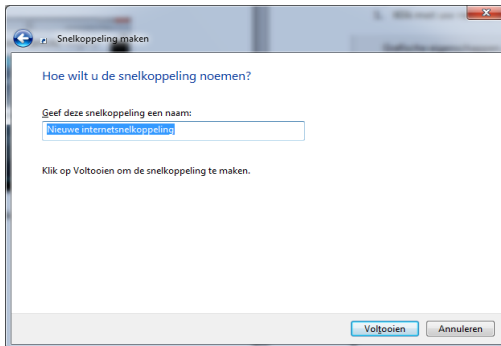 Snelkoppeling maken
Hoe wilt u de snelkoppeling noemen?
Geef deze snelkoppeling een naam:
Nieuwe internetsnelkoppeling
Klik op Voltooien om de snelkoppeling te maken.
Voltooien
Annuleren